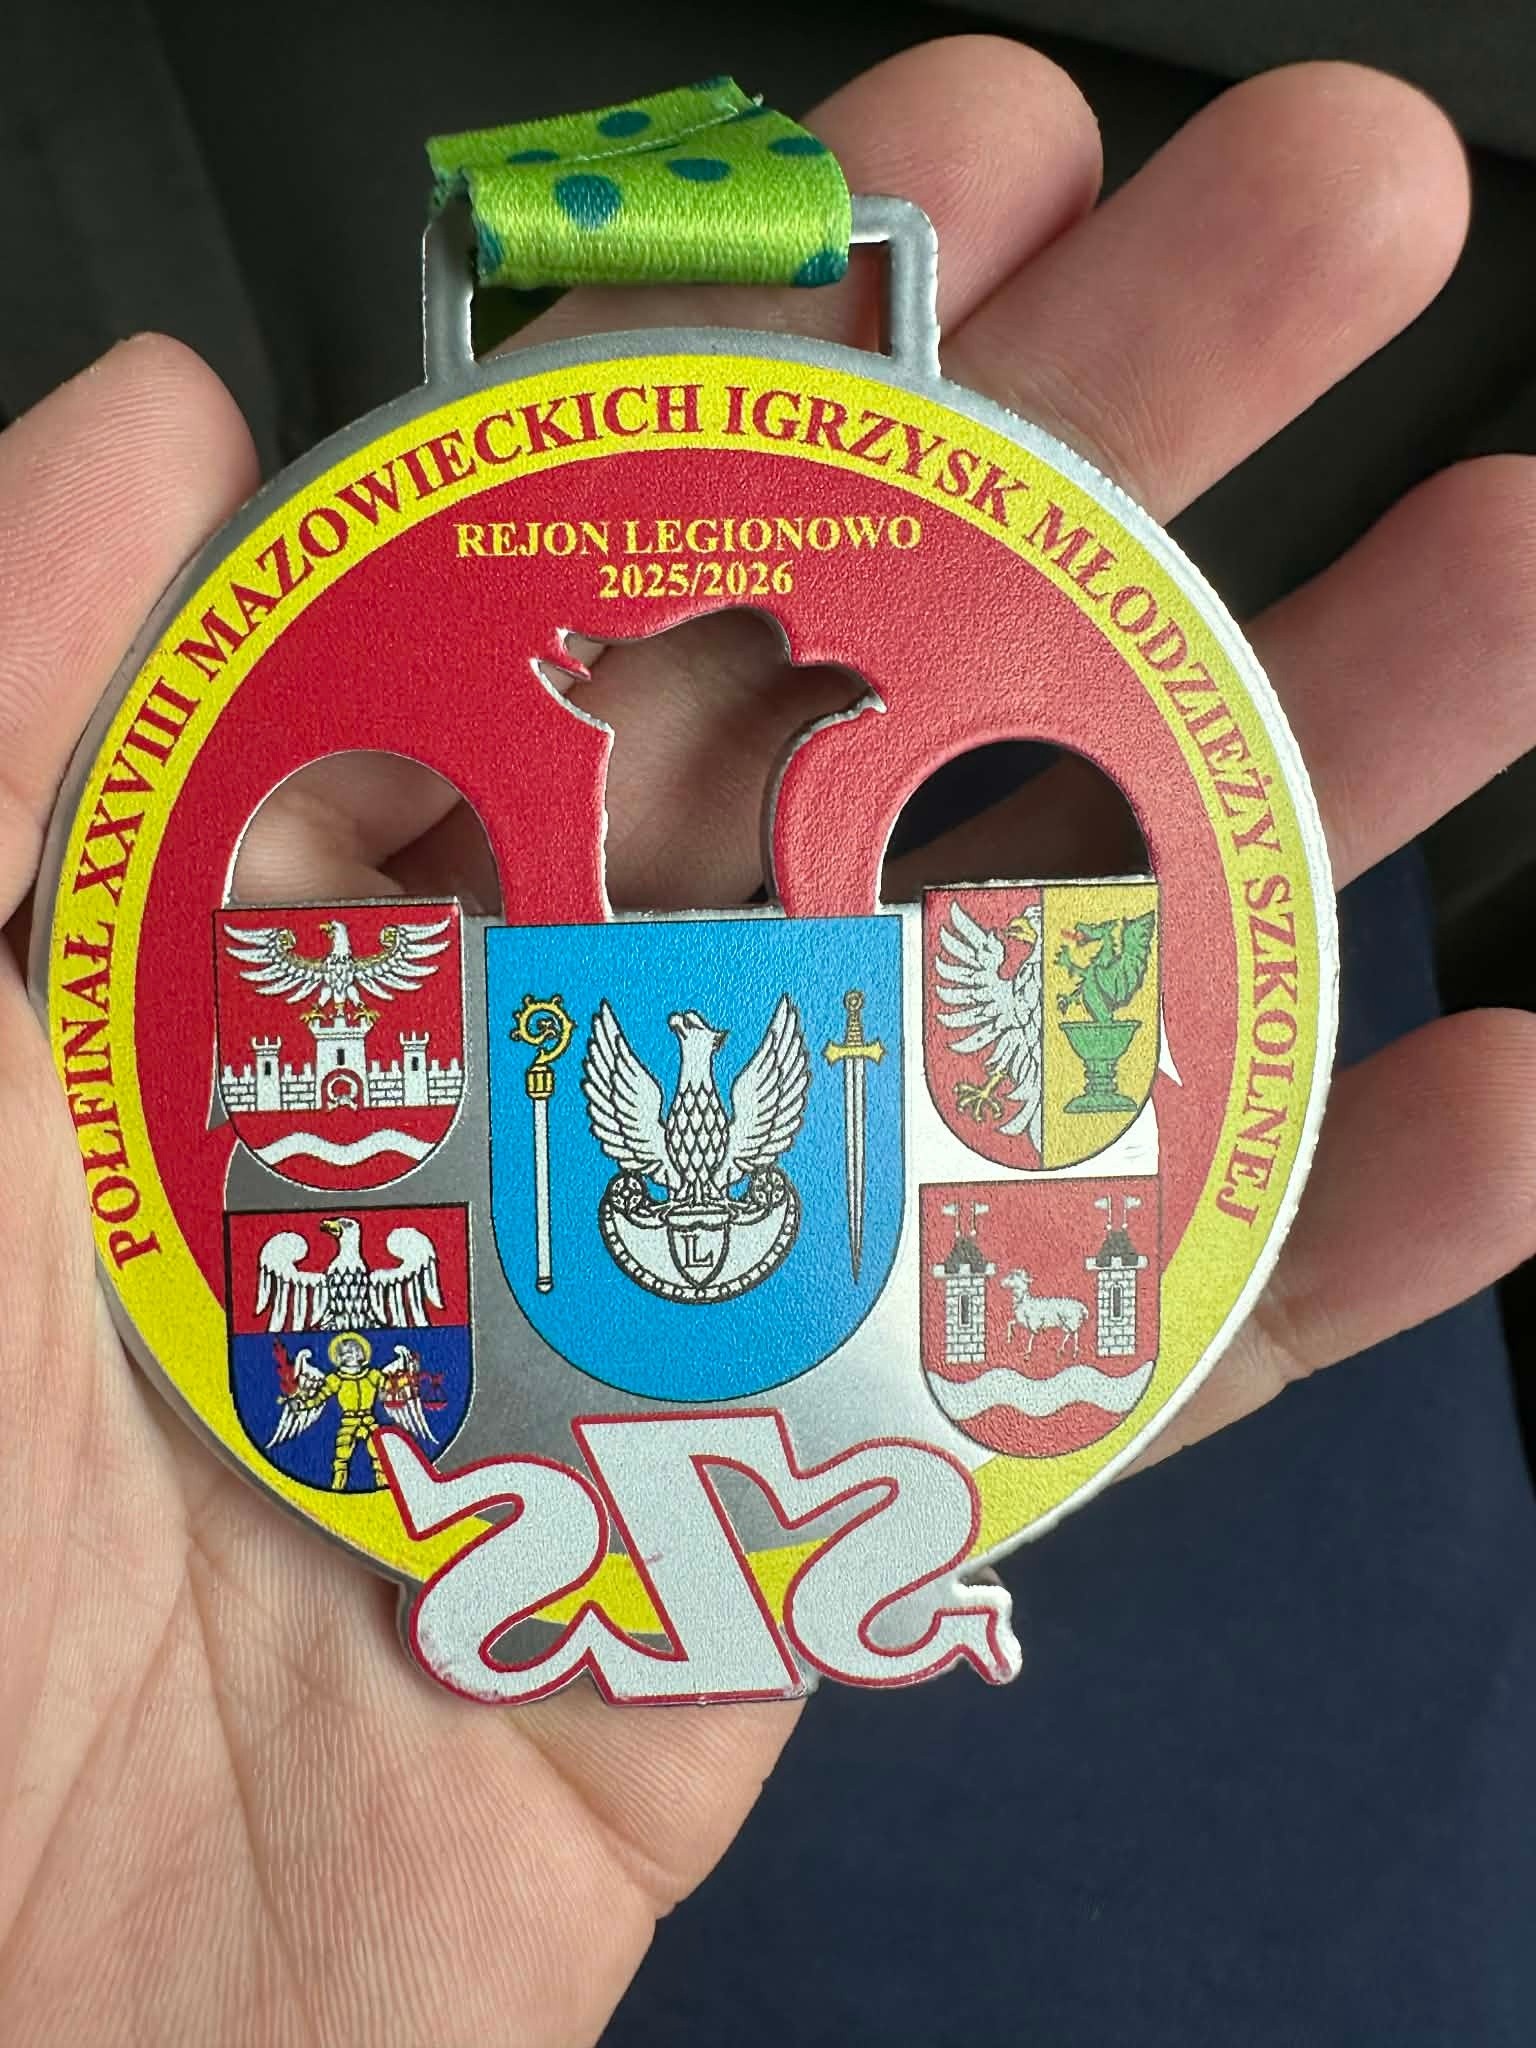 PÓŁFINAŁ XXVIII MAZOWIECKICH IGRZYSK MŁODZIEŻY SZKOLNEJ
REJON LEGIONOWO
2025/2026
L
SZS